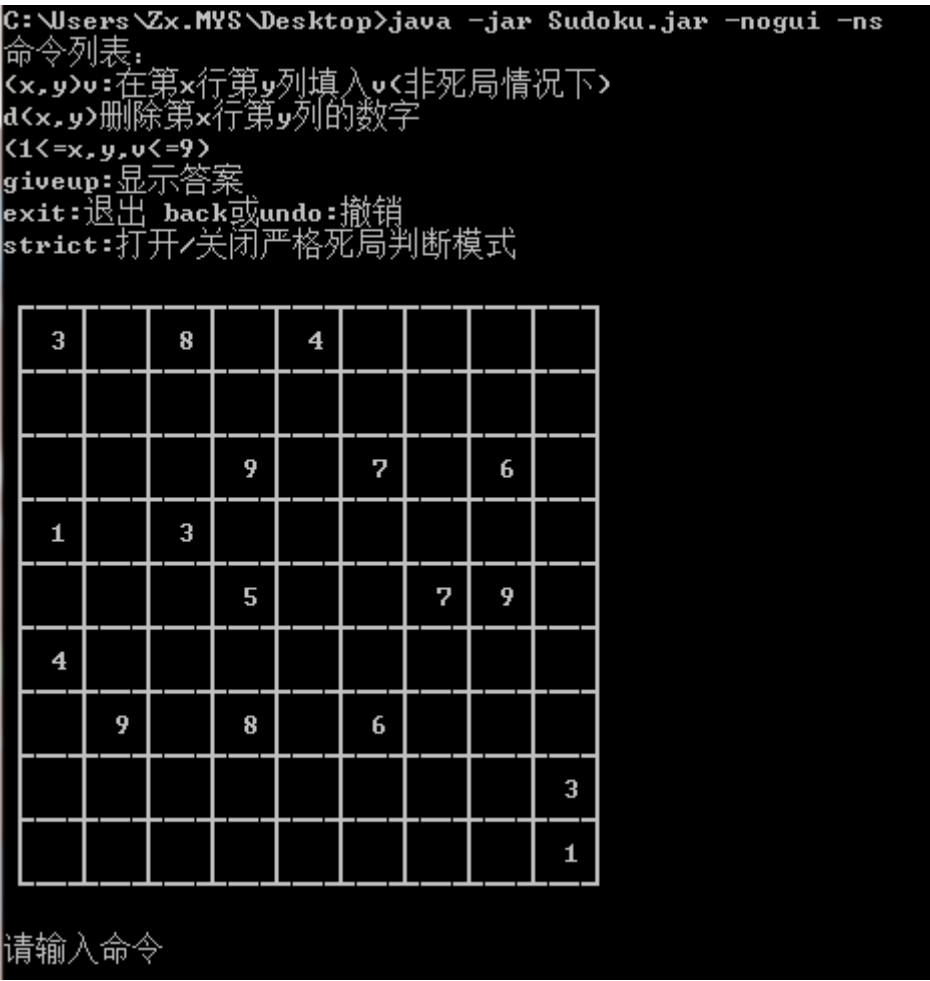 C:\Users\Zx.MYS\Desktop>java -jar Sudoku.jar -nogui -ns
命令列表:
(x,y)v:在第x行第y列填入v(非死局情况下)
d(x,y)删除第x行第y列的数字
(1<=x,y,v<=9)
giveup:显示答案
exit:退出 back或undo:撤销
strict:打开/关闭严格死局判断模式
3 8 4
9 7 6
1 3
5 7 9
4
9 8 6
3
1
请输入命令